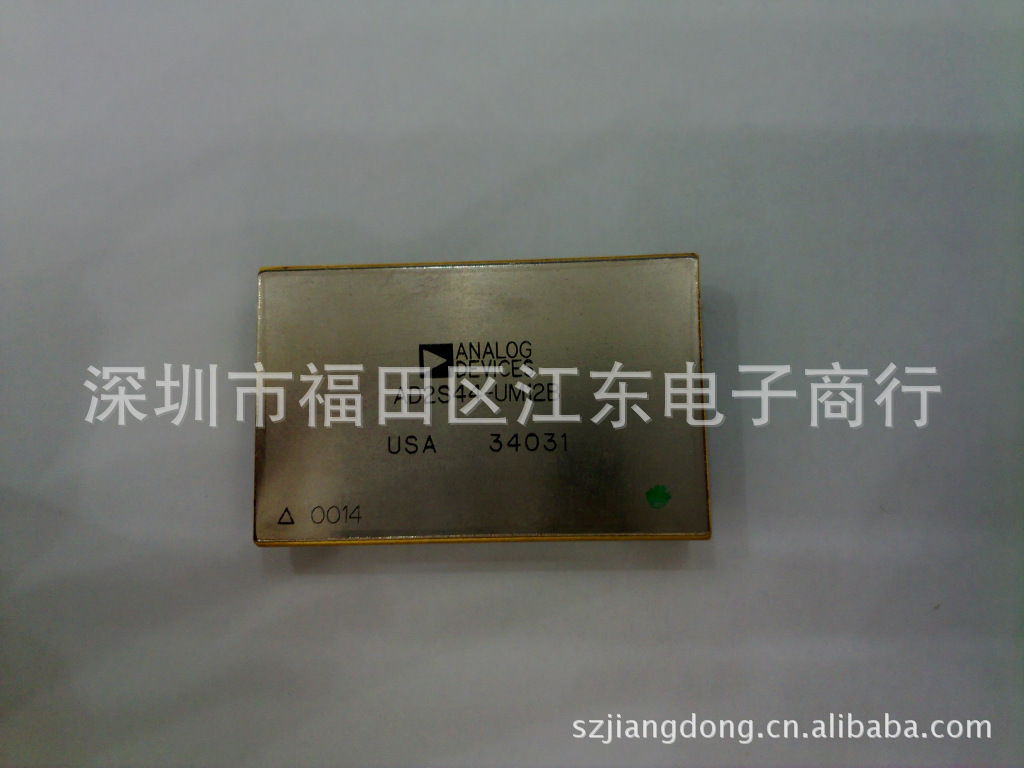 ANALOG
DEVICES
深圳市福田区江东电子商行
USA 34031
△ 0014
szjiangdong.cn.alibaba.com